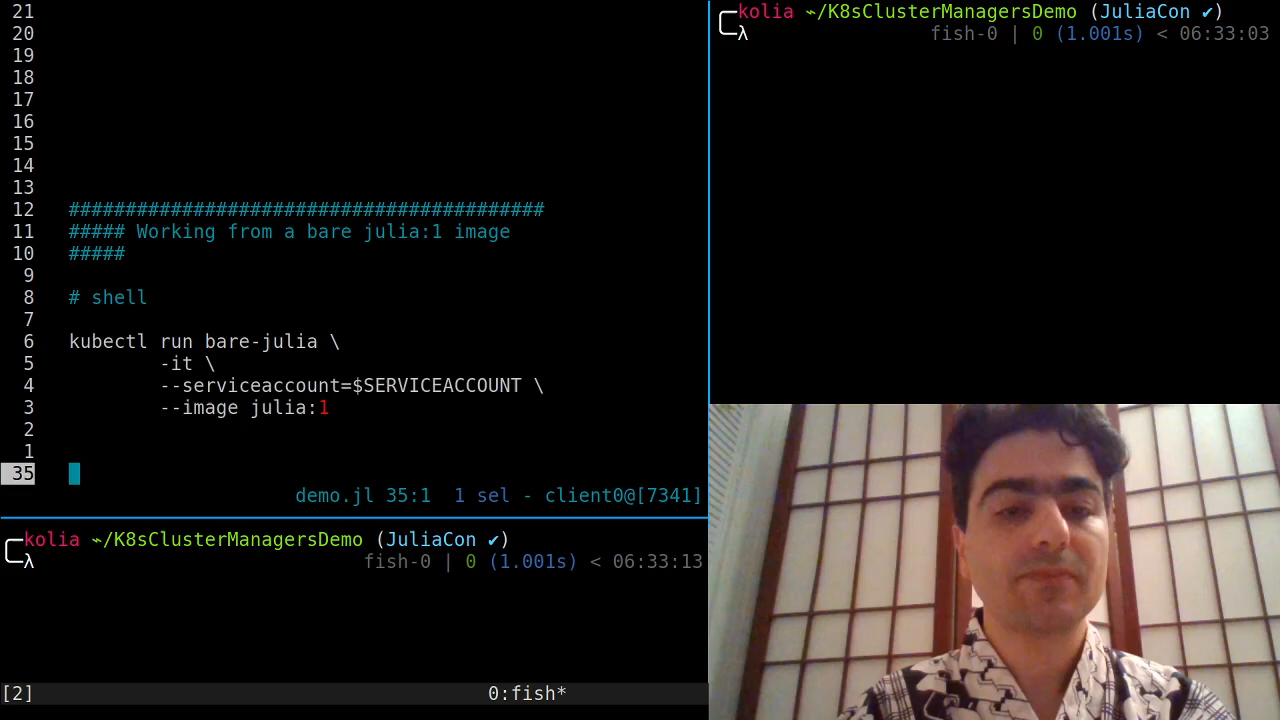 21
20
19
18
17
16
15
14
13
12 ##########################################
11 ##### Working from a bare julia:1 image
10 #####
9
8 # shell
7
6 kubectl run bare-julia \
5 -it \
4 --serviceaccount=$SERVICEACCOUNT \
3 --image julia:1
2
1
35
demo.jl 35:1 1 sel - client0@[7341]
kolia ~/K8sClusterManagersDemo (JuliaCon ✔)
λ fish-0 | 0 (1.001s) < 06:33:13
[2] 0:fish*
kolia ~/K8sClusterManagersDemo (JuliaCon ✔)
λ fish-0 | 0 (1.001s) < 06:33:03